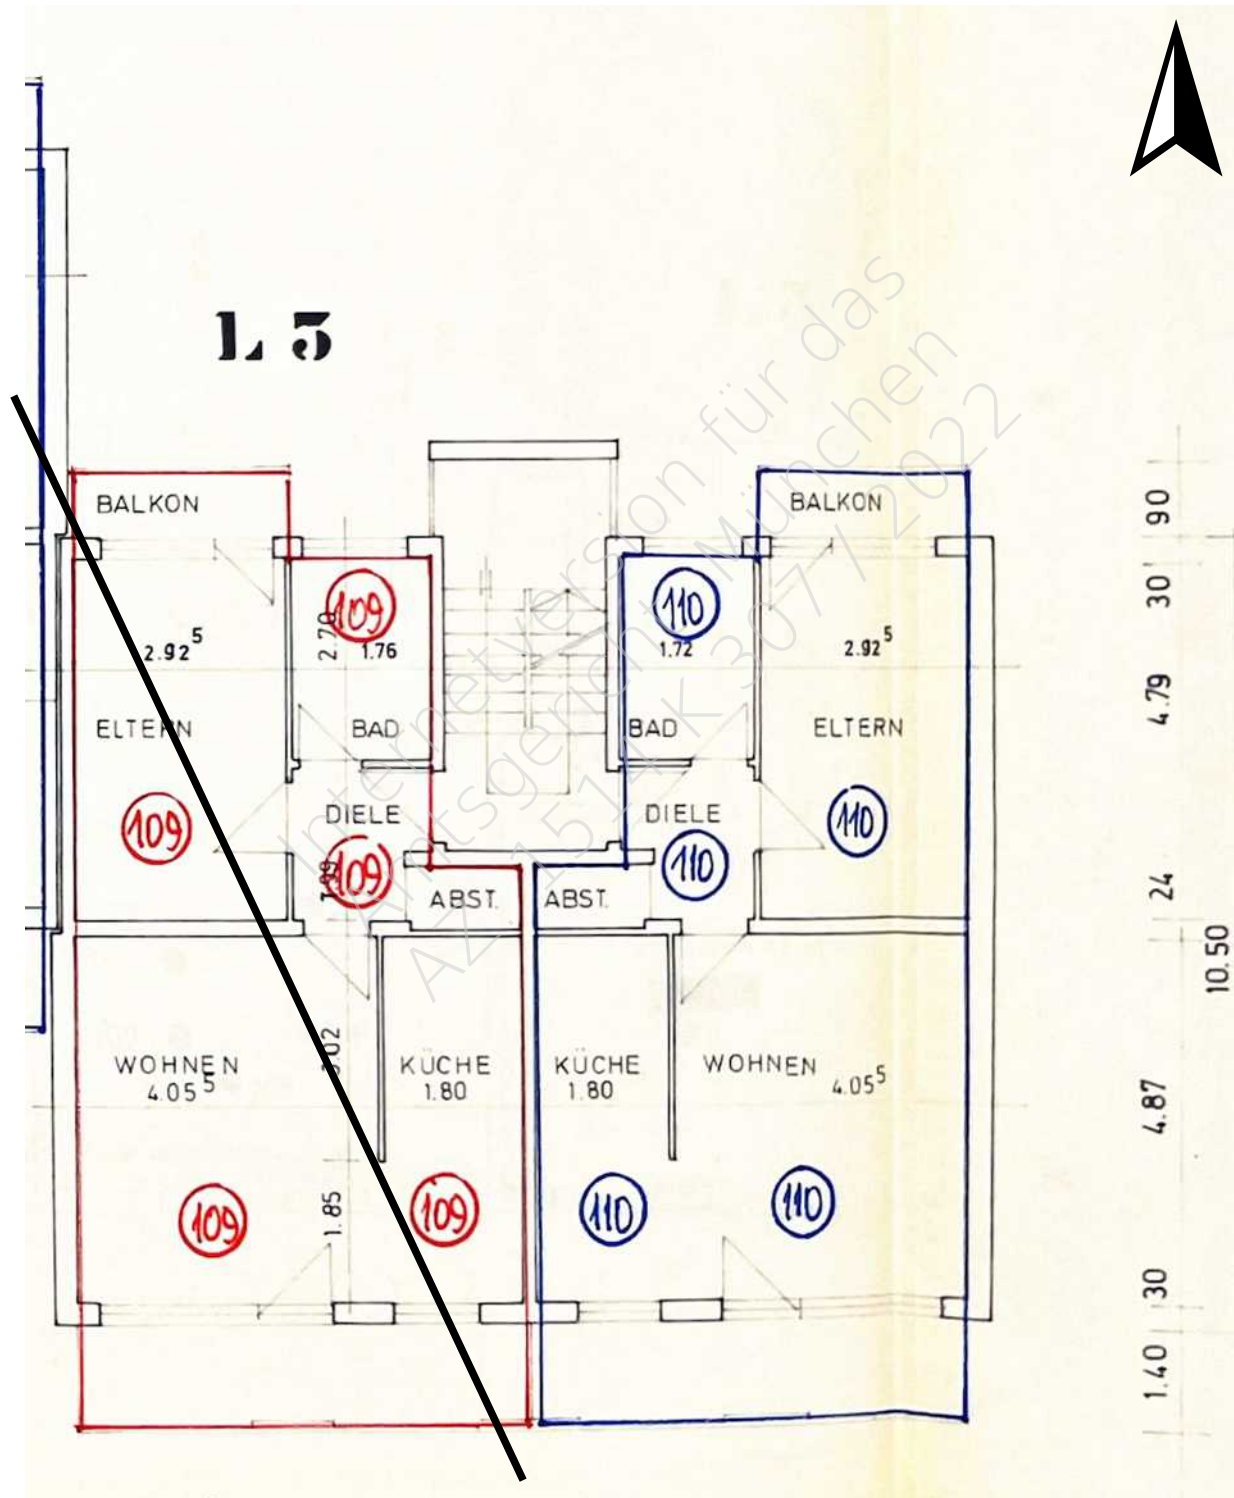 L 3
BALKON
BALKON
90
109
110
30
2.92⁵
2.70
1.76
1.72
2.92⁵
4.79
ELTERN
BAD
BAD
ELTERN
DIELE
DIELE
109
110
109
110
24
ABST.
ABST.
10.50
3.02
WOHNEN
4.05⁵
KÜCHE
1.80
KÜCHE
1.80
WOHNEN
4.05⁵
4.87
109
109
110
110
1.85
30
1.40
Internetversion für das
Amtsgericht München
AZ 1514 K 307 / 2022